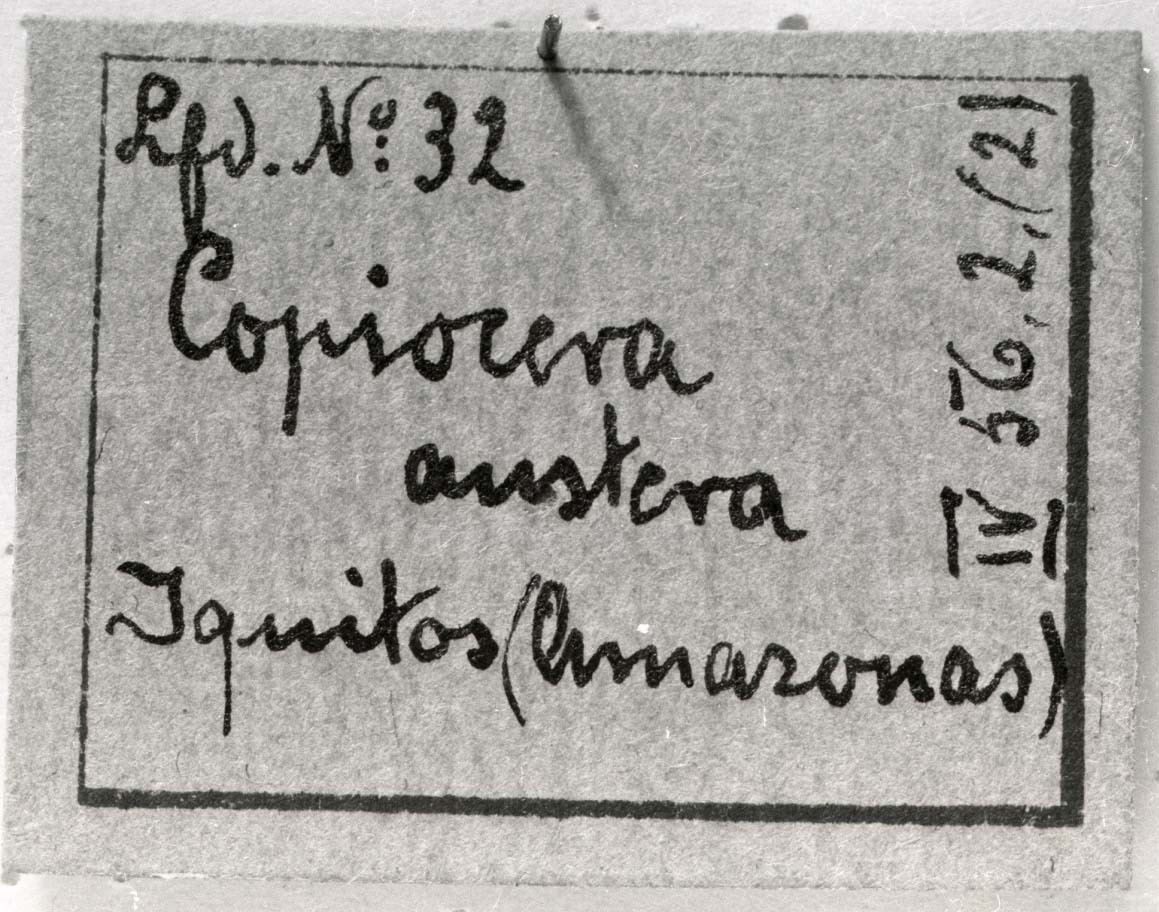 Lfd. No: 32
Copiocera
austera
Iquitos (Amazonas)
IV 56, 2, (2)